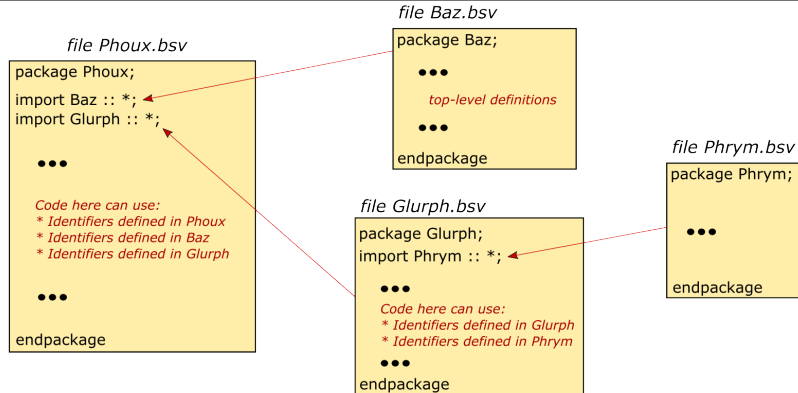 file Phoux.bsv
package Phoux;
import Baz :: *;
import Glurph :: *;
•••
Code here can use:
* Identifiers defined in Phoux
* Identifiers defined in Baz
* Identifiers defined in Glurph
•••
endpackage
file Baz.bsv
package Baz;
•••
top-level definitions
•••
endpackage
file Glurph.bsv
package Glurph;
import Phrym :: *;
•••
Code here can use:
* Identifiers defined in Glurph
* Identifiers defined in Phrym
•••
endpackage
file Phrym.bsv
package Phrym;
•••
endpackage